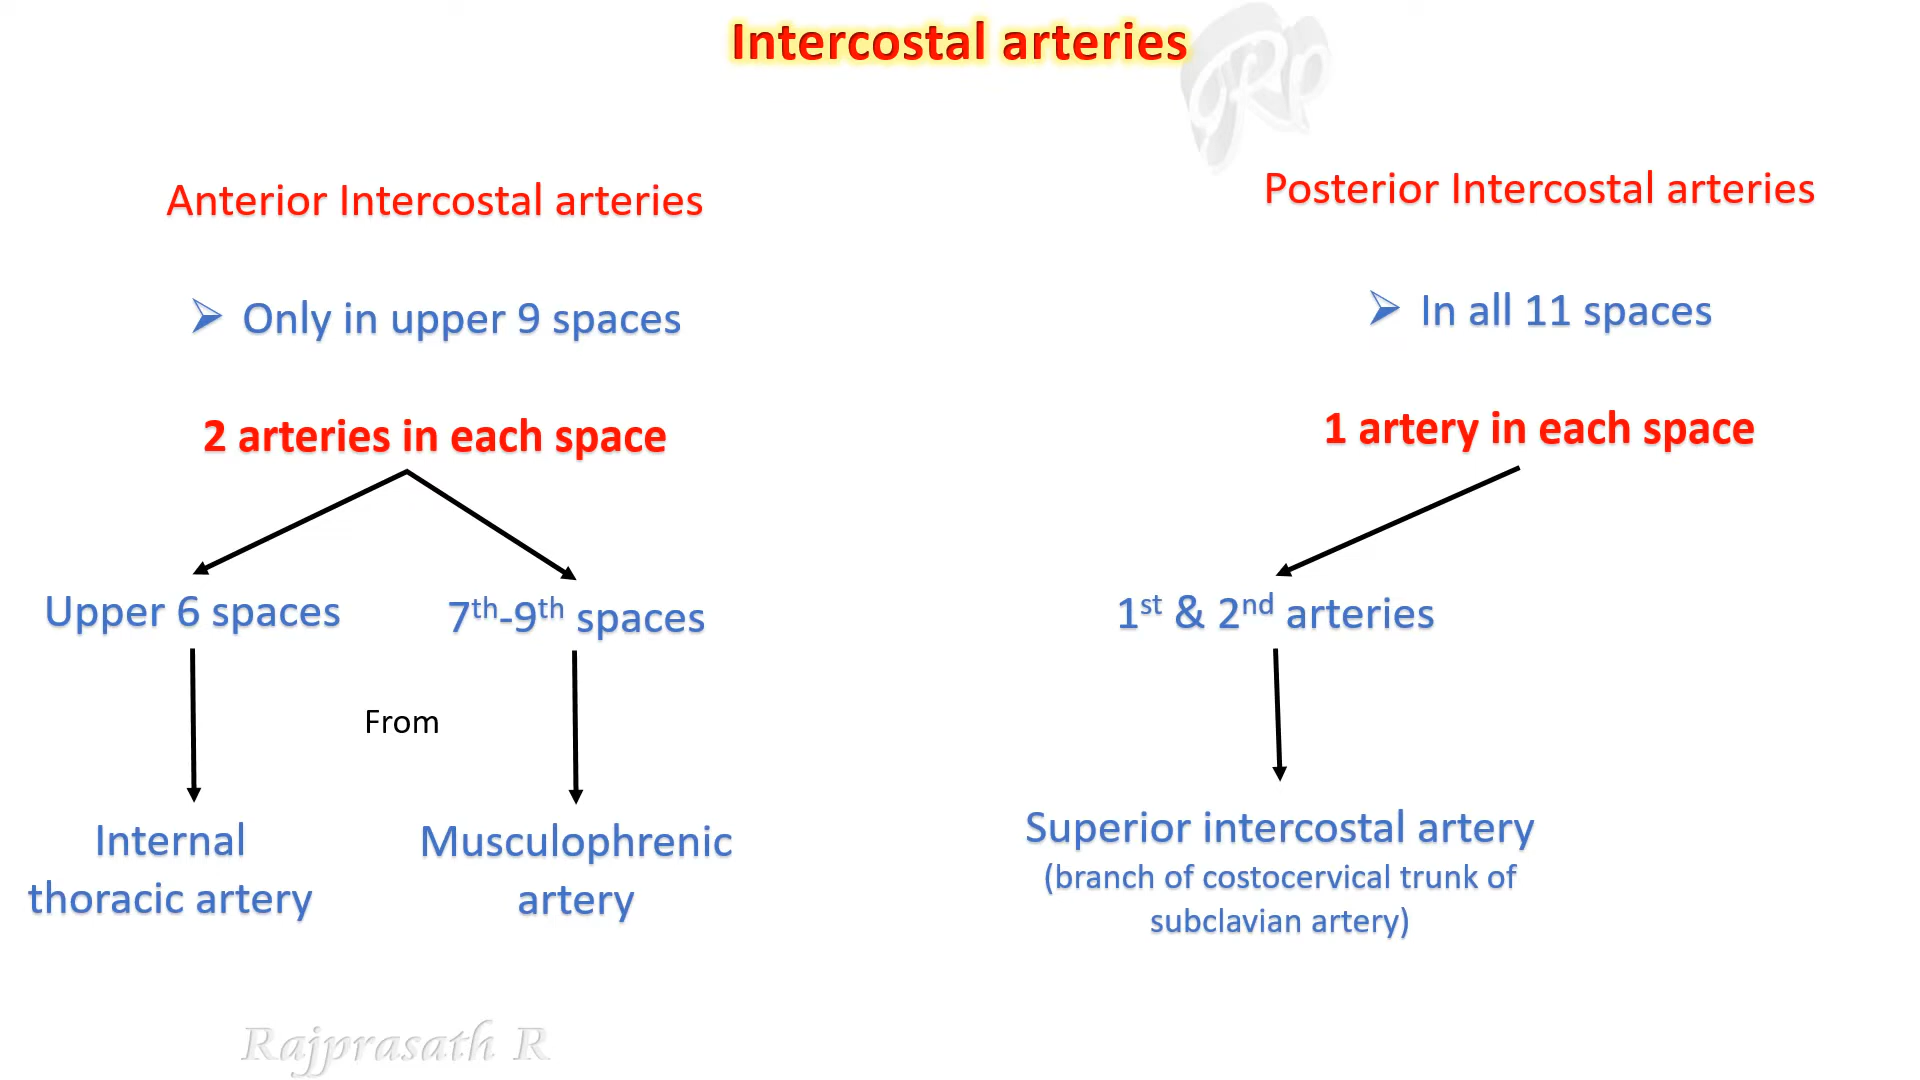 Intercostal arteries
GRP
Anterior Intercostal arteries
➢ Only in upper 9 spaces
2 arteries in each space
Upper 6 spaces
7th-9th spaces
From
Internal
thoracic artery
Musculophrenic
artery
Posterior Intercostal arteries
➢ In all 11 spaces
1 artery in each space
1st & 2nd arteries
Superior intercostal artery
(branch of costocervical trunk of
subclavian artery)
Rajprasath R